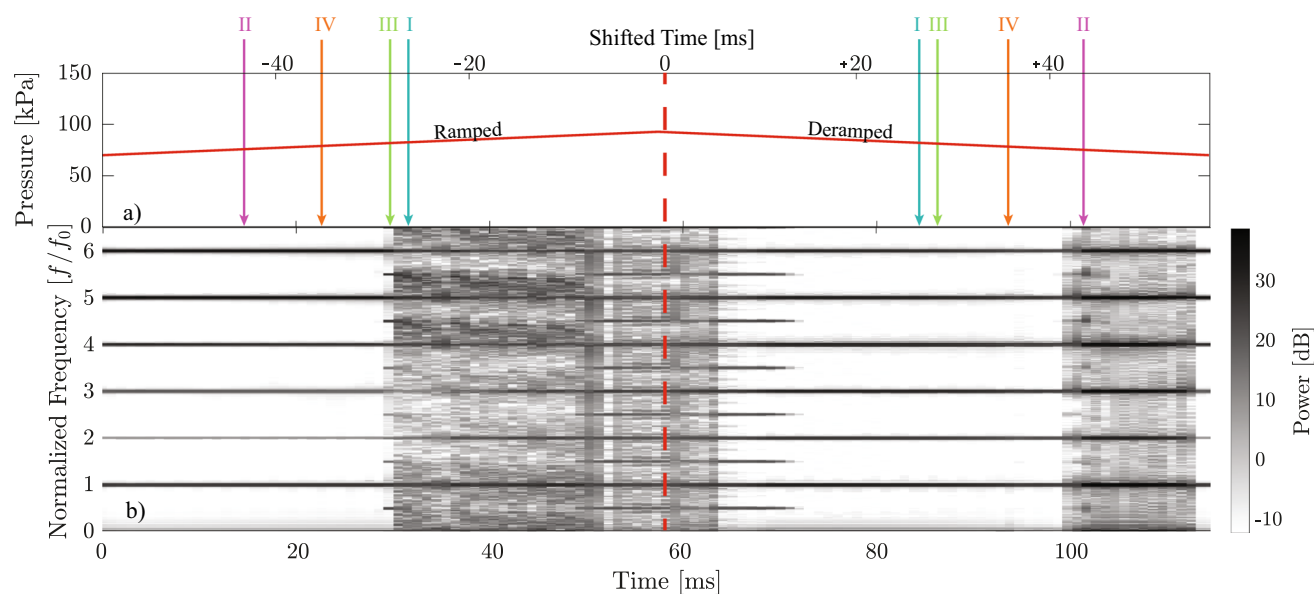 II IV III I I III IV II
Shifted Time [ms]
−40 −20 0 +20 +40
150
100
50
0
Pressure [kPa]
Ramped
Deramped
a)
6
5
4
3
2
1
0
Normalized Frequency [f/f0]
b)
0 20 40 60 80 100
Time [ms]
30
20
10
0
-10
Power [dB]